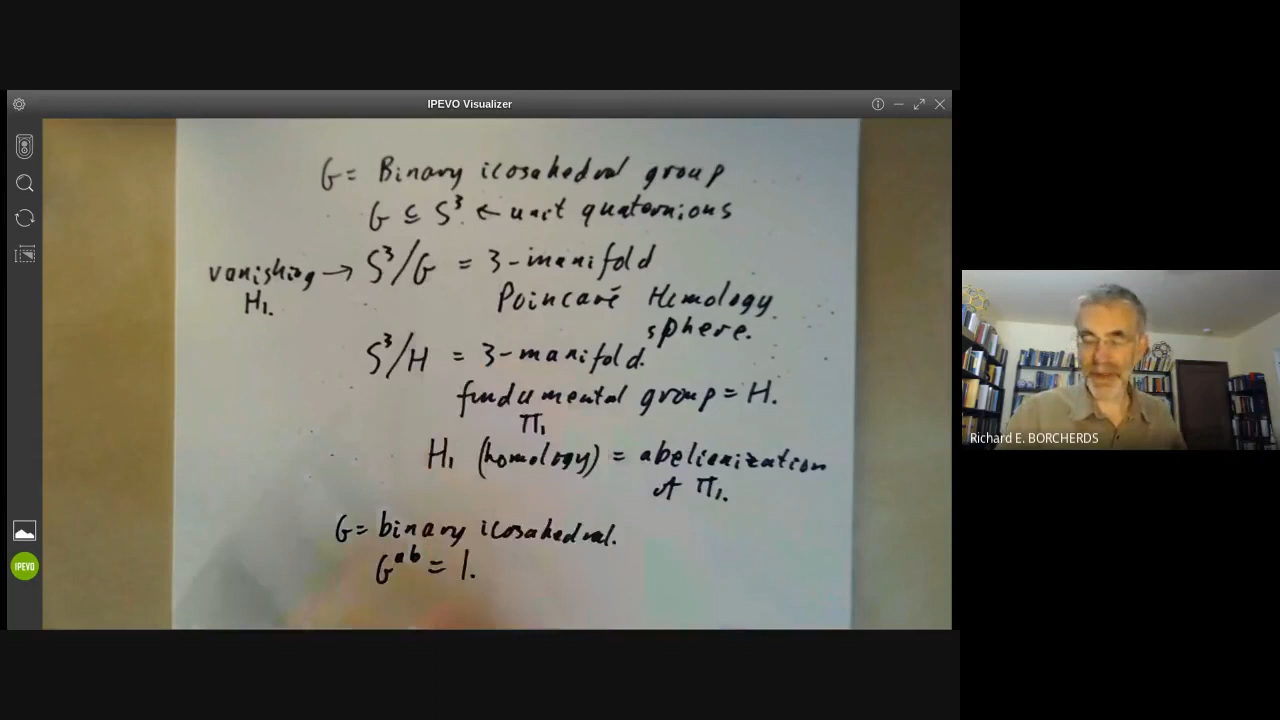 IPEVO Visualizer
G = Binary icosahedral group
G ⊆ S³ ← unit quaternions
vanishing → S³/G = 3-manifold
H₁.
Poincaré Homology
sphere.
S³/H = 3-manifold.
fundamental group = H.
π₁
H₁ (homology) = abelianization
of π₁.
G = binary icosahedral.
G^ab = 1.
IPEVO
Richard E. BORCHERDS